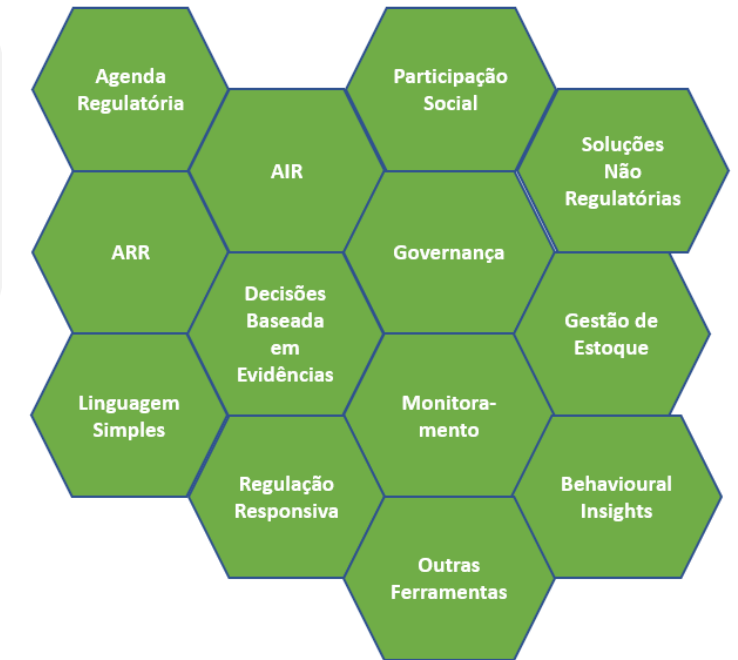 Agenda
Regulatória
Participação
Social
AIR
Soluções
Não
Regulatórias
ARR
Governança
Decisões
Baseada
em
Evidências
Gestão de
Estoque
Linguagem
Simples
Monitora-
mento
Regulação
Responsiva
Behavioural
Insights
Outras
Ferramentas